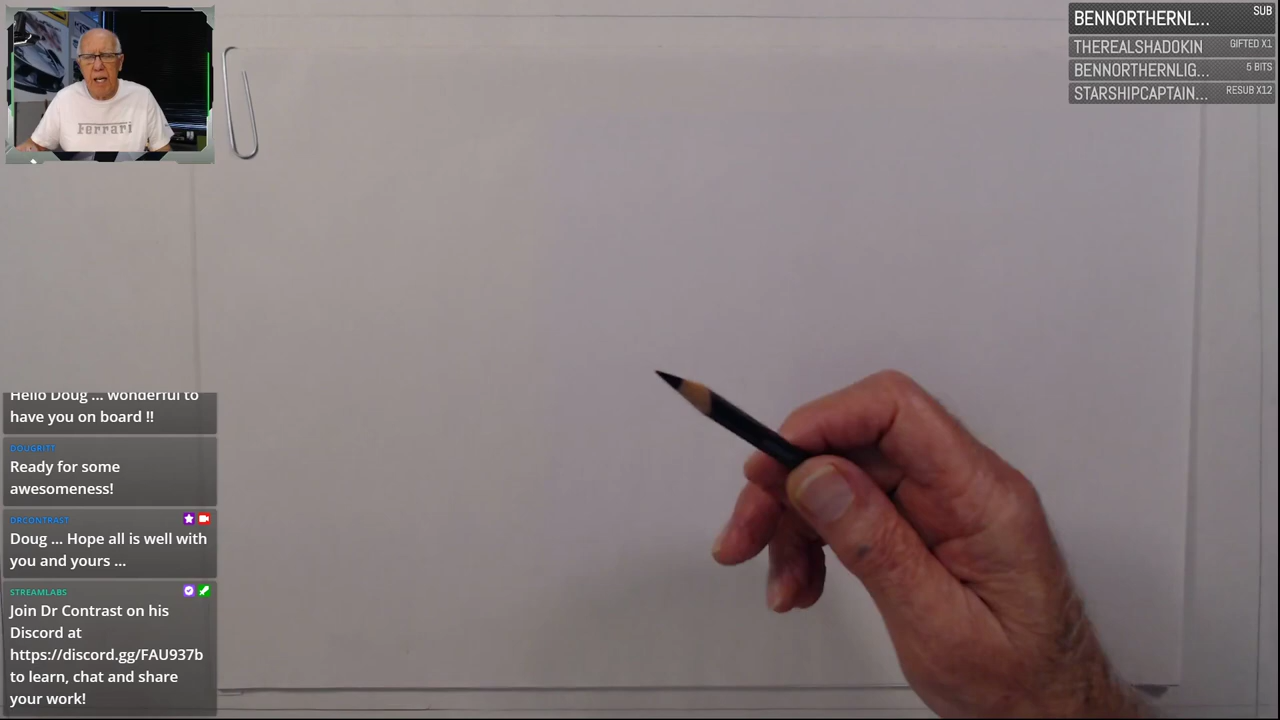 Ferrari
BENNORTHERNL... SUB
THEREALSHADOKIN GIFTED X1
BENNORTHERNLIG... 5 BITS
STARSHIPCAPTAIN... RESUB X12
Hello Doug ... wonderful to
have you on board !!
DOUGRITT
Ready for some
awesomeness!
DRCONTRAST
Doug ... Hope all is well with
you and yours ...
STREAMLABS
Join Dr Contrast on his
Discord at
https://discord.gg/FAU937b
to learn, chat and share
your work!